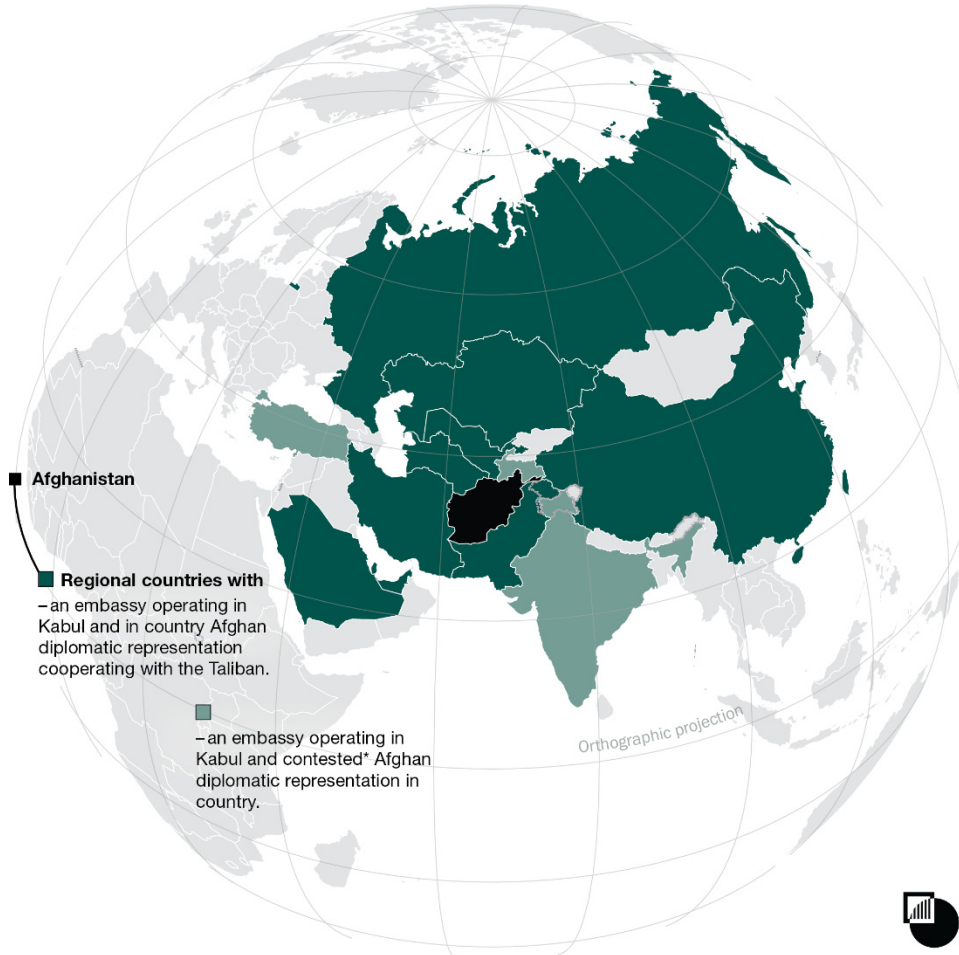 Afghanistan
Regional countries with
–an embassy operating in
Kabul and in country Afghan
diplomatic representation
cooperating with the Taliban.
–an embassy operating in
Kabul and contested* Afghan
diplomatic representation in
country.
Orthographic projection